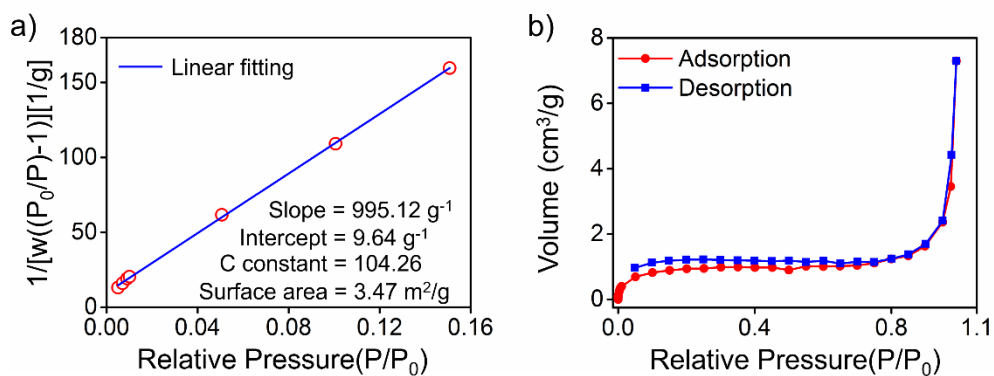 a)
1/[w((P₀/P)-1)][1/g]
180
150
100
50
0
Linear fitting
Slope = 995.12 g⁻¹
Intercept = 9.64 g⁻¹
C constant = 104.26
Surface area = 3.47 m²/g
0.00 0.04 0.08 0.12 0.16
Relative Pressure(P/P₀)
b)
Volume (cm³/g)
8
6
4
2
0
Adsorption
Desorption
0.0 0.4 0.8 1.1
Relative Pressure(P/P₀)